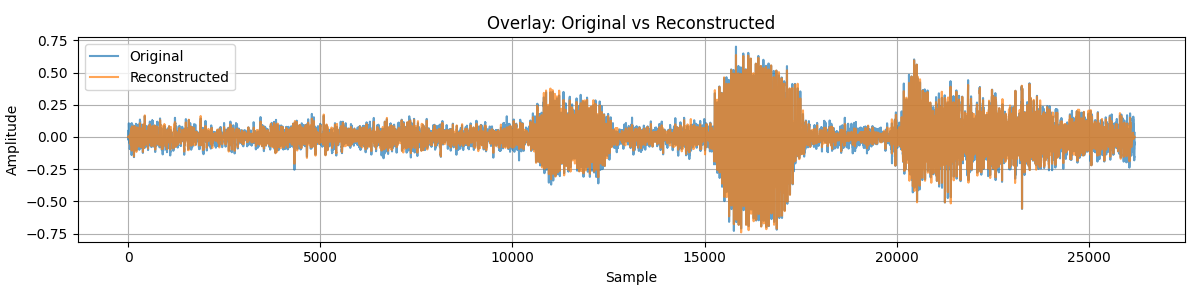 Overlay: Original vs Reconstructed
Original
Reconstructed
Amplitude
0.75
0.50
0.25
0.00
−0.25
−0.50
−0.75
0
5000
10000
15000
20000
25000
Sample